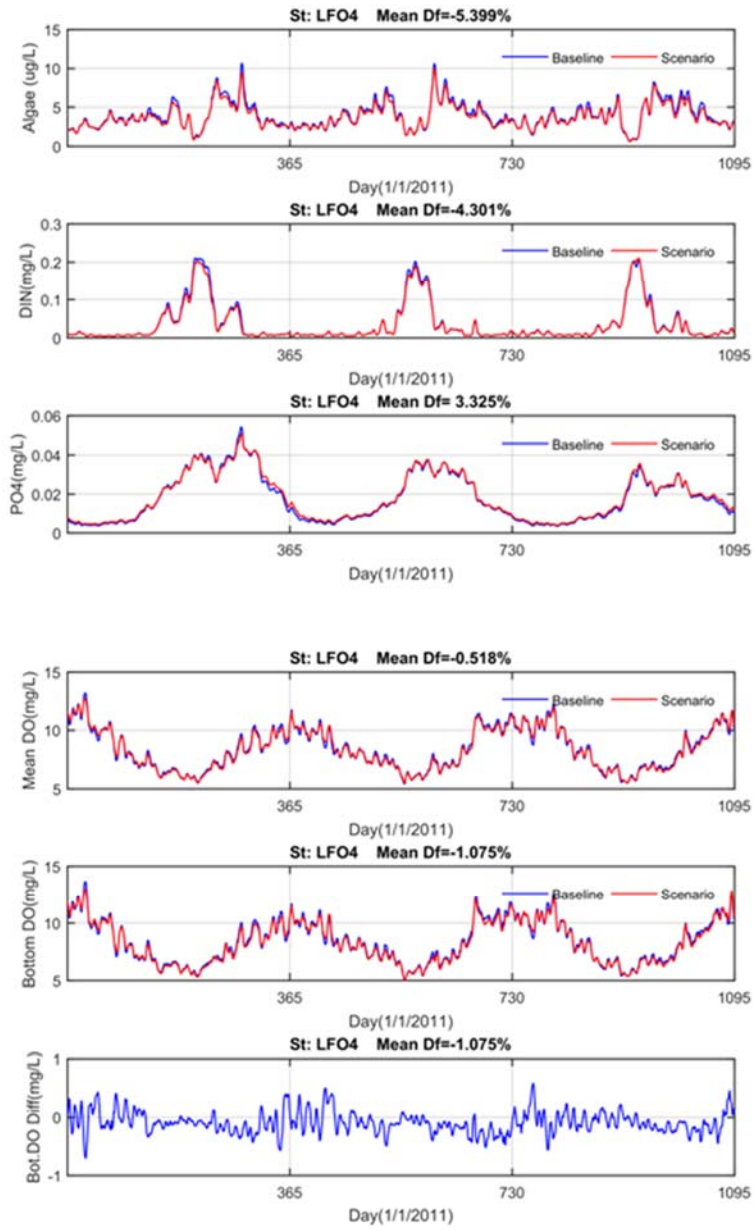 St: LFO4 Mean Df=-5.399%
15
10
5
0
Algae (ug/L)
Baseline Scenario
365 730 1095
Day(1/1/2011)
St: LFO4 Mean Df=-4.301%
0.3
0.2
0.1
0
DIN(mg/L)
Baseline Scenario
365 730 1095
Day(1/1/2011)
St: LFO4 Mean Df= 3.325%
0.06
0.04
0.02
0
PO4(mg/L)
Baseline Scenario
365 730 1095
Day(1/1/2011)
St: LFO4 Mean Df=-0.518%
15
10
5
Mean DO(mg/L)
Baseline Scenario
365 730 1095
Day(1/1/2011)
St: LFO4 Mean Df=-1.075%
15
10
5
Bottom DO(mg/L)
Baseline Scenario
365 730 1095
Day(1/1/2011)
St: LFO4 Mean Df=-1.075%
1
0
-1
Bot.DO Diff(mg/L)
365 730 1095
Day(1/1/2011)